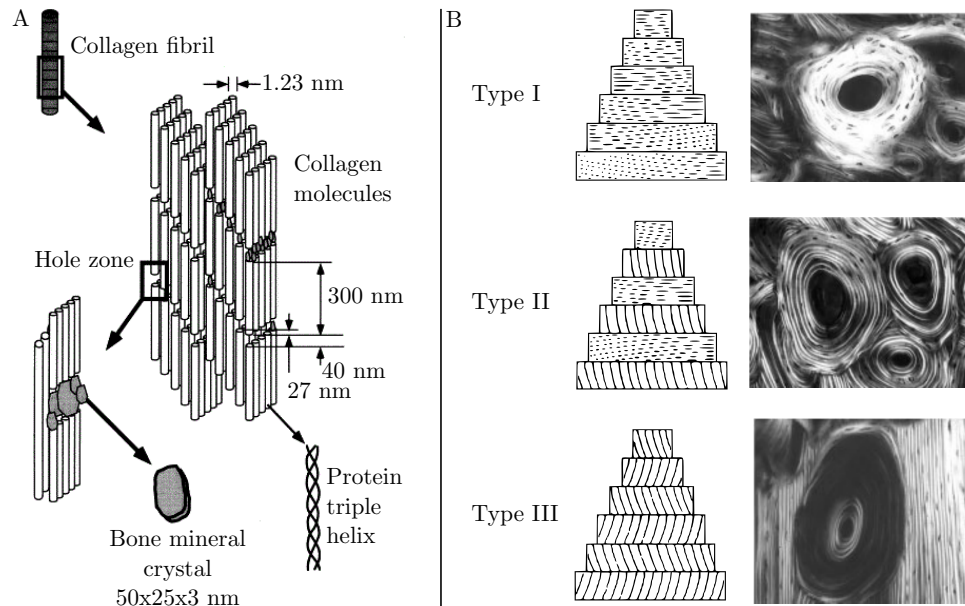 A
Collagen fibril
1.23 nm
Collagen
molecules
Hole zone
300 nm
40 nm
27 nm
Protein
triple
helix
Bone mineral
crystal
50x25x3 nm
B
Type I
Type II
Type III